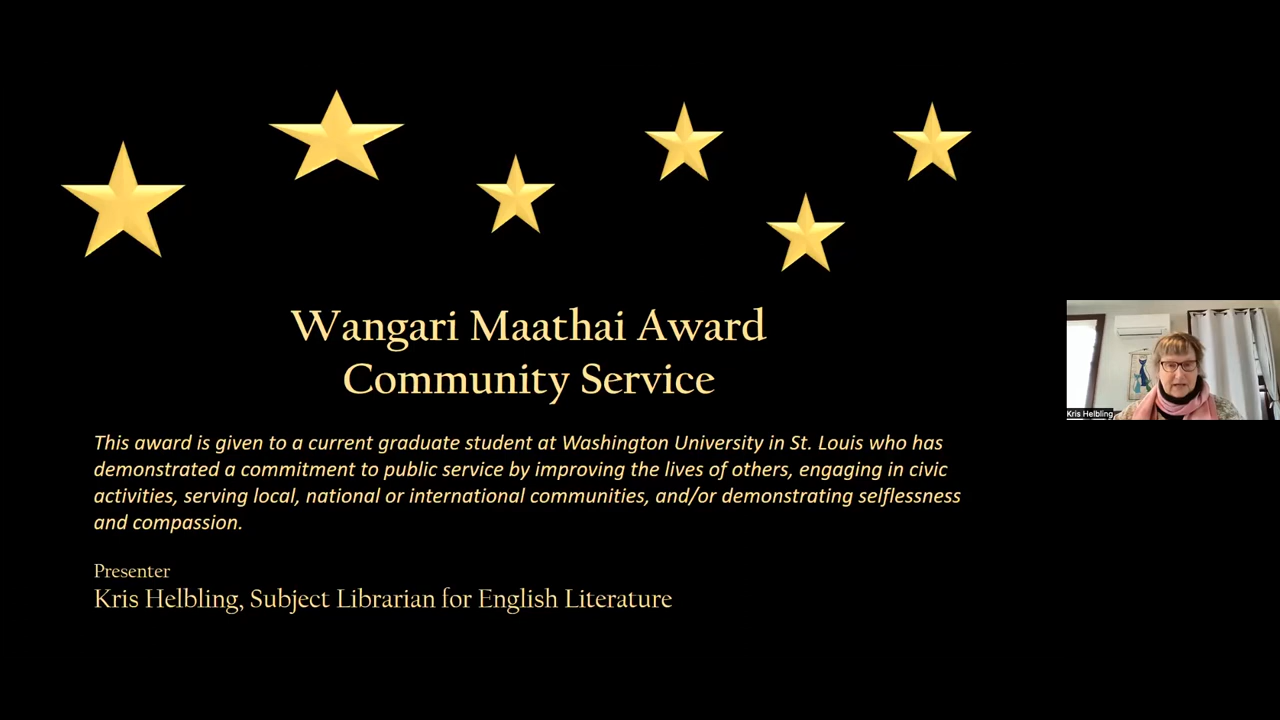 Wangari Maathai Award
Community Service
This award is given to a current graduate student at Washington University in St. Louis who has
demonstrated a commitment to public service by improving the lives of others, engaging in civic
activities, serving local, national or international communities, and/or demonstrating selflessness
and compassion.
Presenter
Kris Helbling, Subject Librarian for English Literature
Kris Helbling